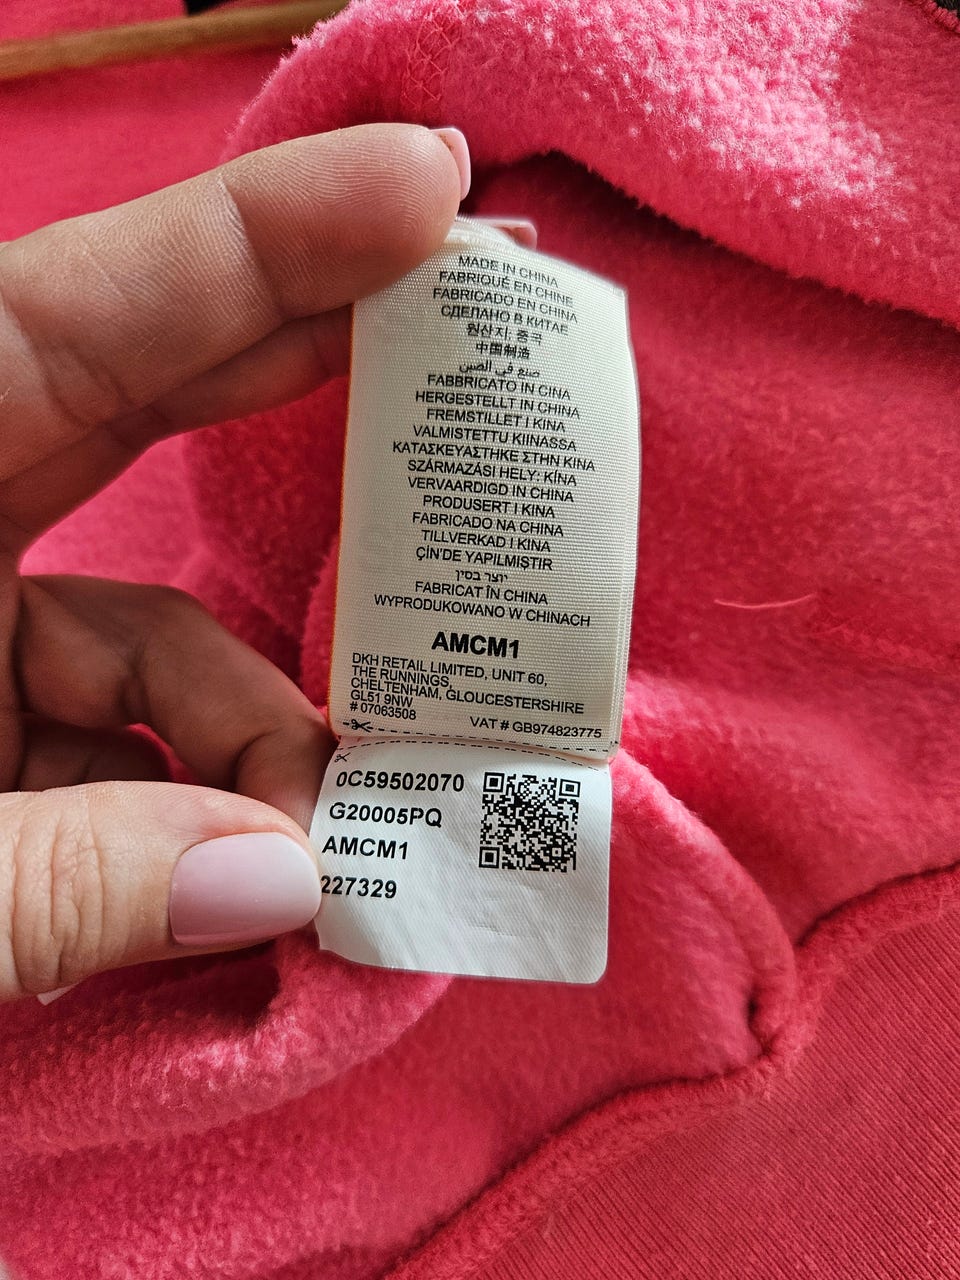 MADE IN CHINA
FABRIQUÉ EN CHINE
FABRICADO EN CHINA
СДЕЛАНО В КИТАЕ
원산지: 중국
中国制造
صنع في الصين
FABBRICATO IN CINA
HERGESTELLT IN CHINA
FREMSTILLET I KINA
VALMISTETTU KIINASSA
ΚΑΤΑΣΚΕΥΑΣΤΗΚΕ ΣΤΗΝ ΚΙΝΑ
SZÁRMAZÁSI HELY: KÍNA
VERVAARDIGD IN CHINA
PRODUSERT I KINA
FABRICADO NA CHINA
TILLVERKAD I KINA
ÇİN'DE YAPILMIŞTIR
יוצר בסין
FABRICAT ÎN CHINA
WYPRODUKOWANO W CHINACH
AMCM1
DKH RETAIL LIMITED, UNIT 60,
THE RUNNINGS,
CHELTENHAM, GLOUCESTERSHIRE
GL51 9NW
# 07063508 VAT # GB974823775
0C59502070
G20005PQ
AMCM1
227329